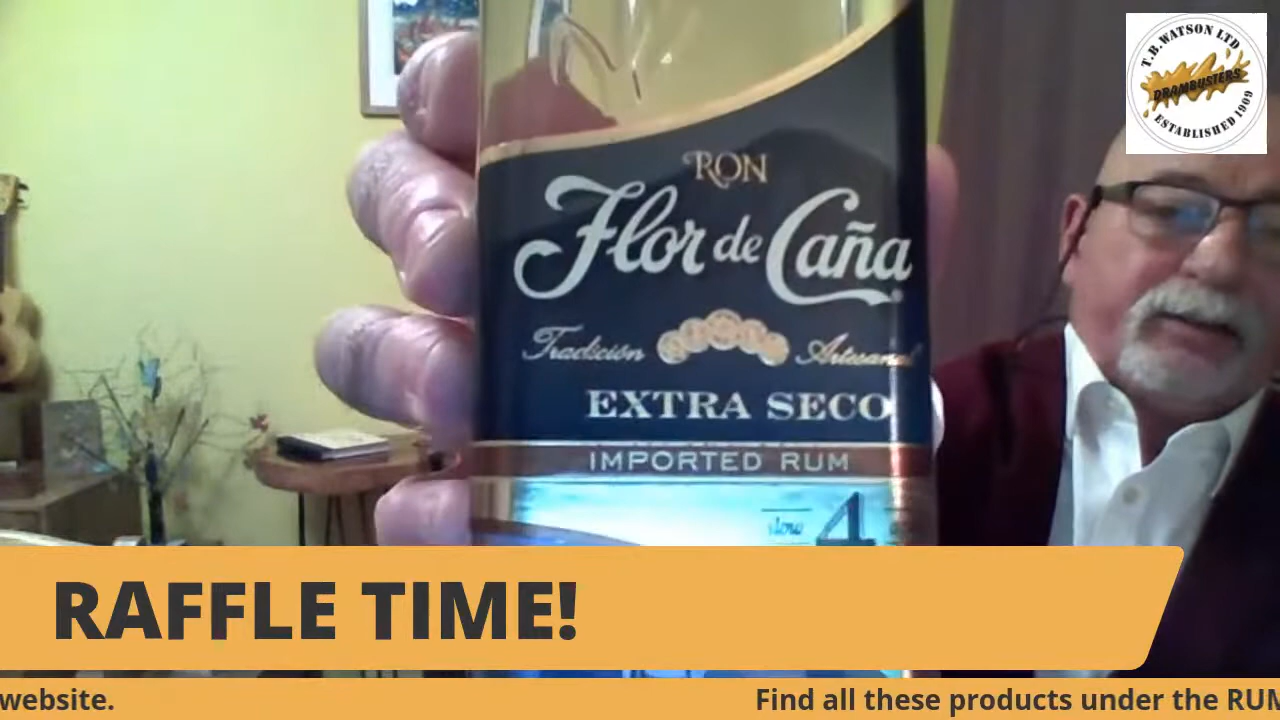 T.B.WATSON LTD
DRAMBUSTERS
ESTABLISHED 1909
RON
Flor de Caña
Tradición Artesanal
EXTRA SECO
IMPORTED RUM
slow 4
RAFFLE TIME!
website. Find all these products under the RUM